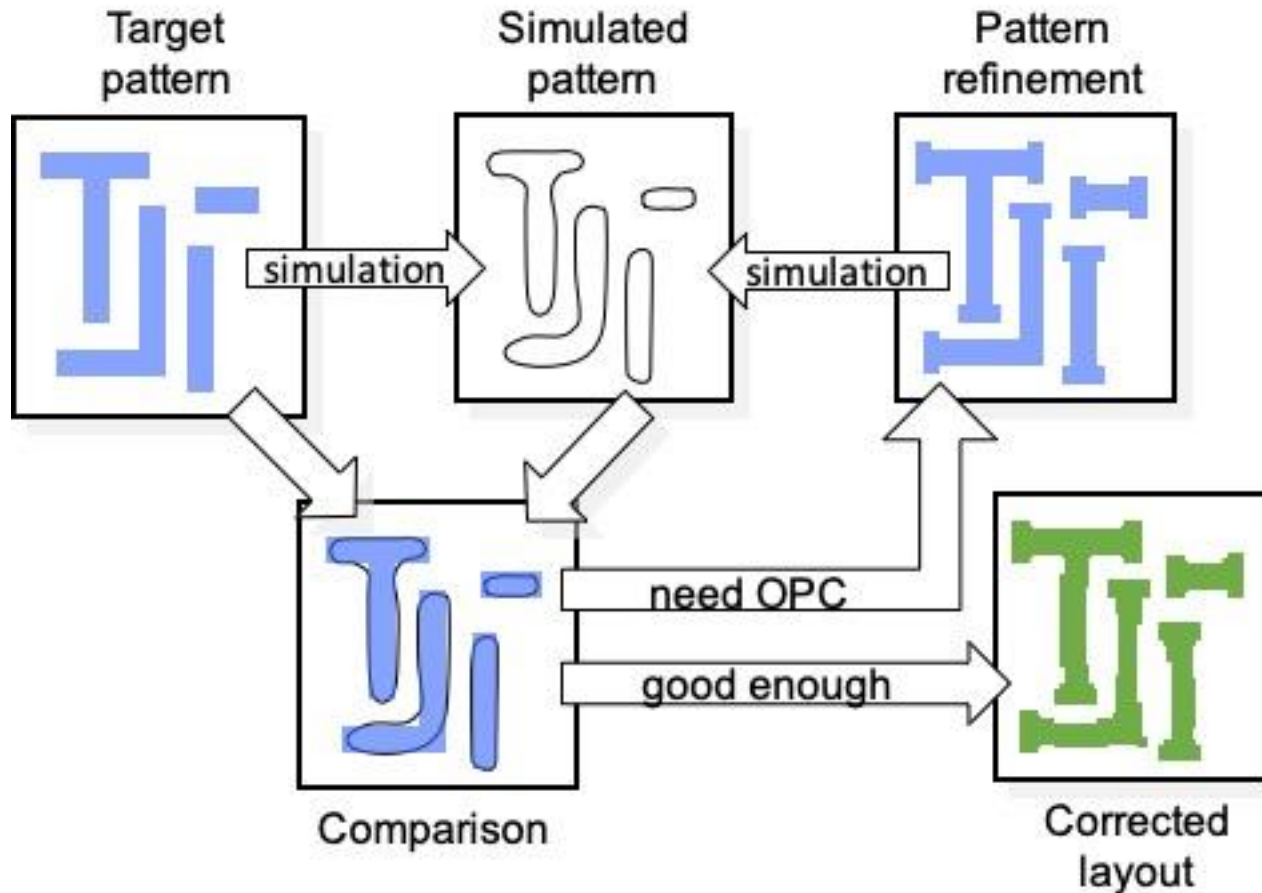 Target
pattern
Simulated
pattern
Pattern
refinement
simulation
simulation
need OPC
good enough
Comparison
Corrected
layout